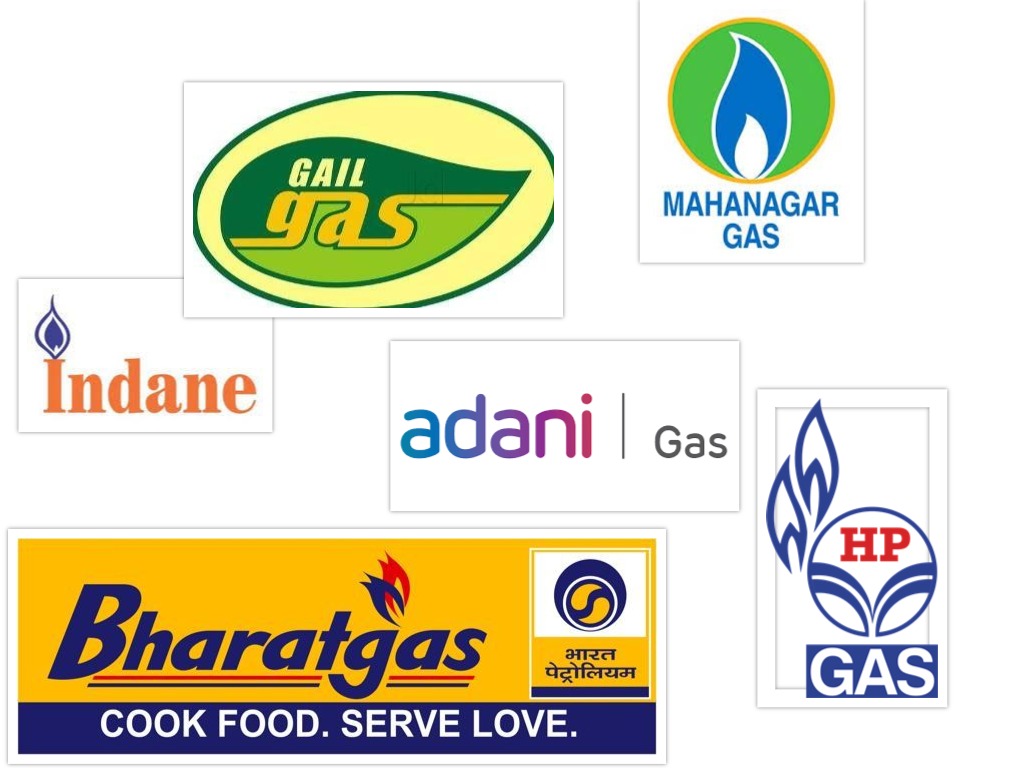 MAHANAGAR
GAS
GAIL
gas
Indane
adani | Gas
HP
GAS
Bharatgas
भारत
पेट्रोलियम
COOK FOOD. SERVE LOVE.